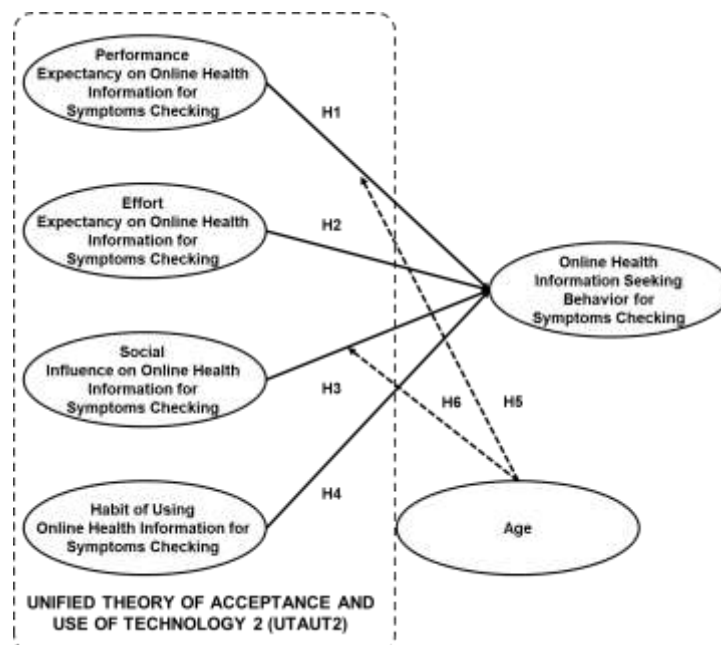 Performance
Expectancy on Online Health
Information for
Symptoms Checking
H1
Effort
Expectancy on Online Health
Information for
Symptoms Checking
H2
Online Health
Information Seeking
Behavior for
Symptoms Checking
Social
Influence on Online Health
Information for
Symptoms Checking
H3
H6
H5
Habit of Using
Online Health Information for
Symptoms Checking
H4
Age
UNIFIED THEORY OF ACCEPTANCE AND
USE OF TECHNOLOGY 2 (UTAUT2)